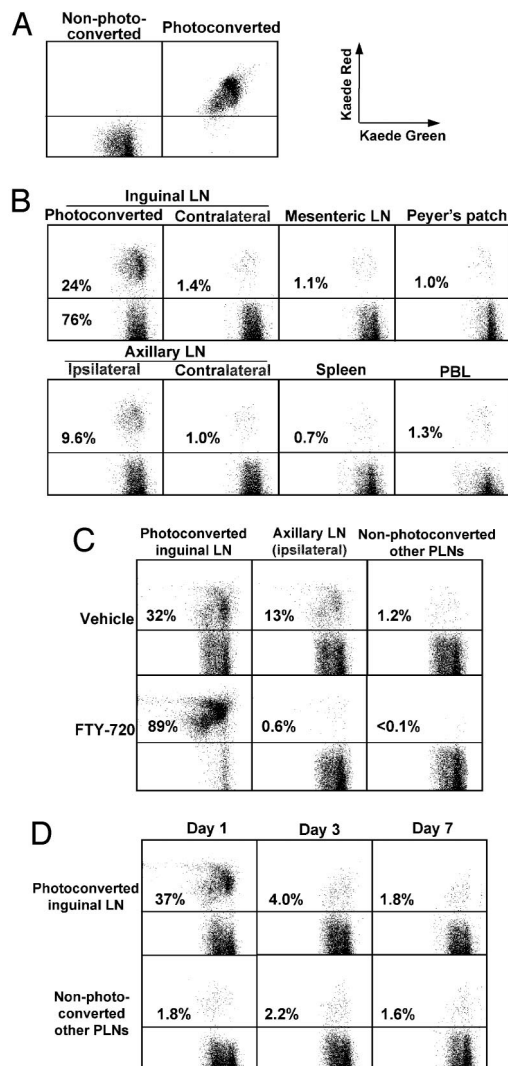 A
Non-photo-
converted
Photoconverted
Kaede Red
Kaede Green
B
Inguinal LN
Photoconverted
Contralateral
Mesenteric LN
Peyer's patch
24%
1.4%
1.1%
1.0%
76%
Axillary LN
Ipsilateral
Contralateral
Spleen
PBL
9.6%
1.0%
0.7%
1.3%
C
Photoconverted
inguinal LN
Axillary LN
(ipsilateral)
Non-photoconverted
other PLNs
Vehicle
32%
13%
1.2%
FTY-720
89%
0.6%
<0.1%
D
Day 1
Day 3
Day 7
Photoconverted
inguinal LN
37%
4.0%
1.8%
Non-photo-
converted
other PLNs
1.8%
2.2%
1.6%